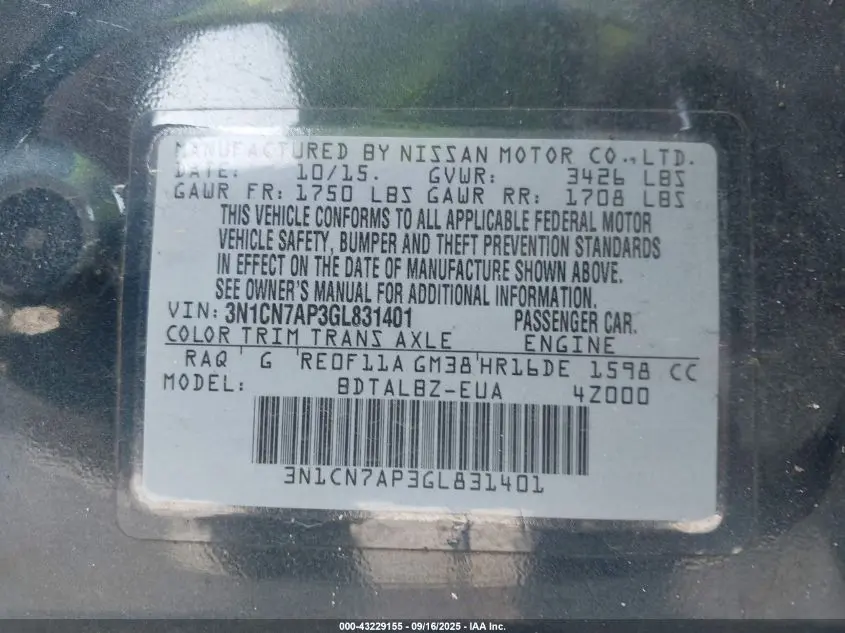 MANUFACTURED BY NISSAN MOTOR CO., LTD.
DATE: 10/15. GVWR: 3426 LBS
GAWR FR: 1750 LBS GAWR RR: 1708 LBS
THIS VEHICLE CONFORMS TO ALL APPLICABLE FEDERAL MOTOR
VEHICLE SAFETY, BUMPER AND THEFT PREVENTION STANDARDS
IN EFFECT ON THE DATE OF MANUFACTURE SHOWN ABOVE.
SEE OWNER'S MANUAL FOR ADDITIONAL INFORMATION.
VIN: 3N1CN7AP3GL831401 PASSENGER CAR.
COLOR TRIM TRANS AXLE ENGINE
RAQ G RE0F11A GM38 HR16DE 1598 CC
MODEL: BDTALBZ-EUA 4Z000
3N1CN7AP3GL831401
000-43229155 - 09/16/2025 - IAA Inc.